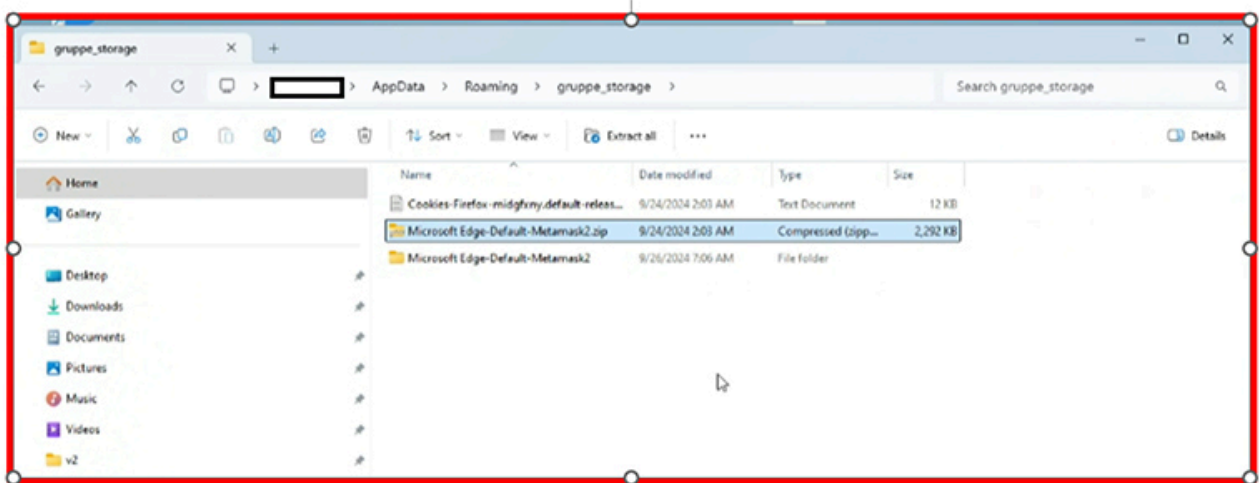 gruppe_storage
AppData > Roaming > gruppe_storage >
Search gruppe_storage
New Sort View Extract all ... Details
Home
Gallery
Desktop
Downloads
Documents
Pictures
Music
Videos
v2
Name Date modified Type Size
Cookies-Firefox-midgfxny.default-releas... 9/24/2024 2:03 AM Text Document 12 KB
Microsoft Edge-Default-Metamask2.zip 9/24/2024 2:03 AM Compressed (zipp... 2,292 KB
Microsoft Edge-Default-Metamask2 9/26/2024 7:06 AM File folder